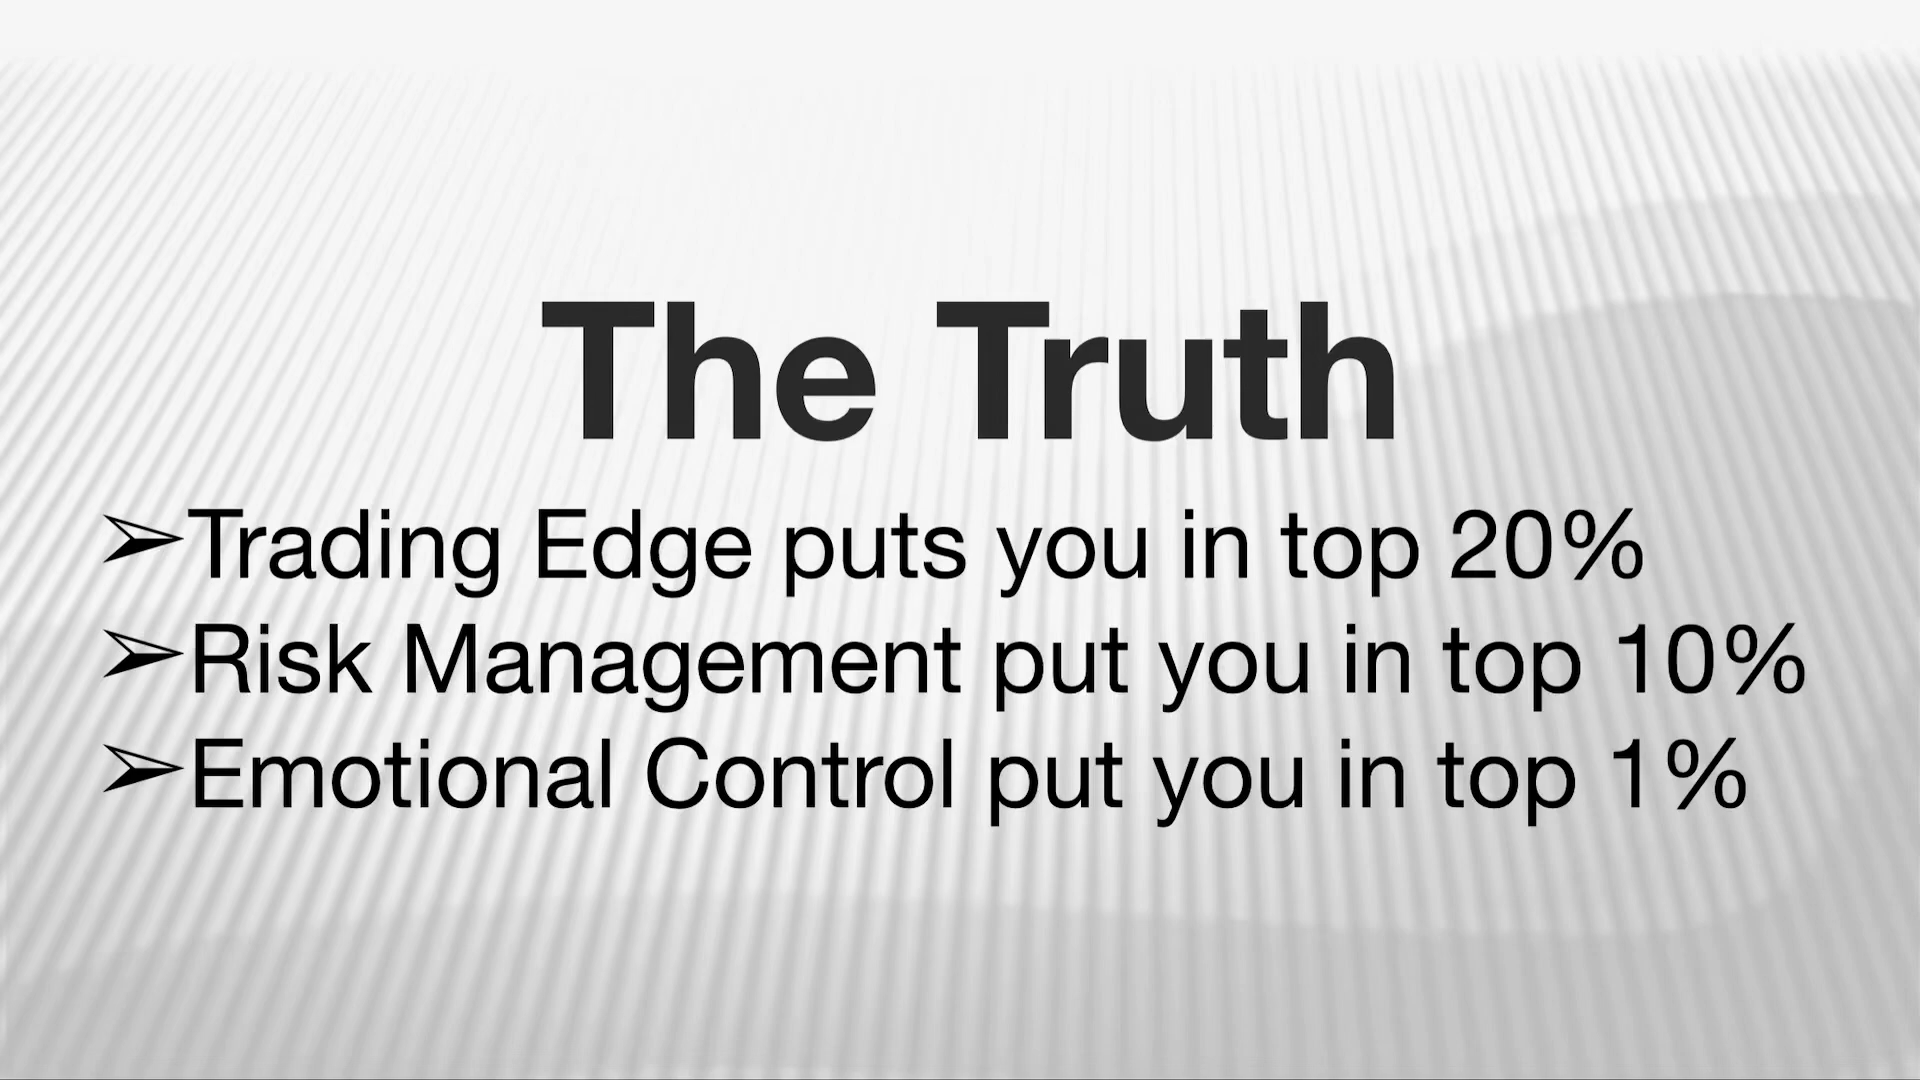 The Truth
➢Trading Edge puts you in top 20%
➢Risk Management put you in top 10%
➢Emotional Control put you in top 1%